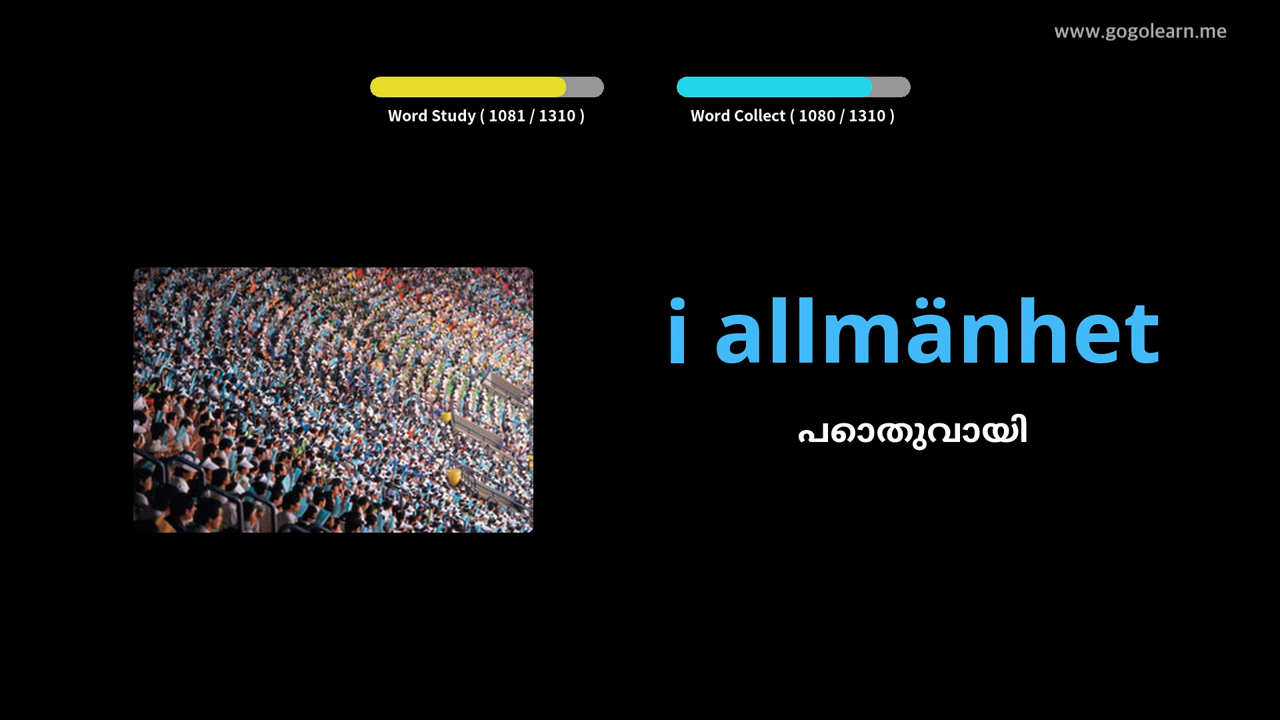 www.gogolearn.me
Word Study ( 1081 / 1310 )
Word Collect ( 1080 / 1310 )
i allmänhet
പൊതുവായി